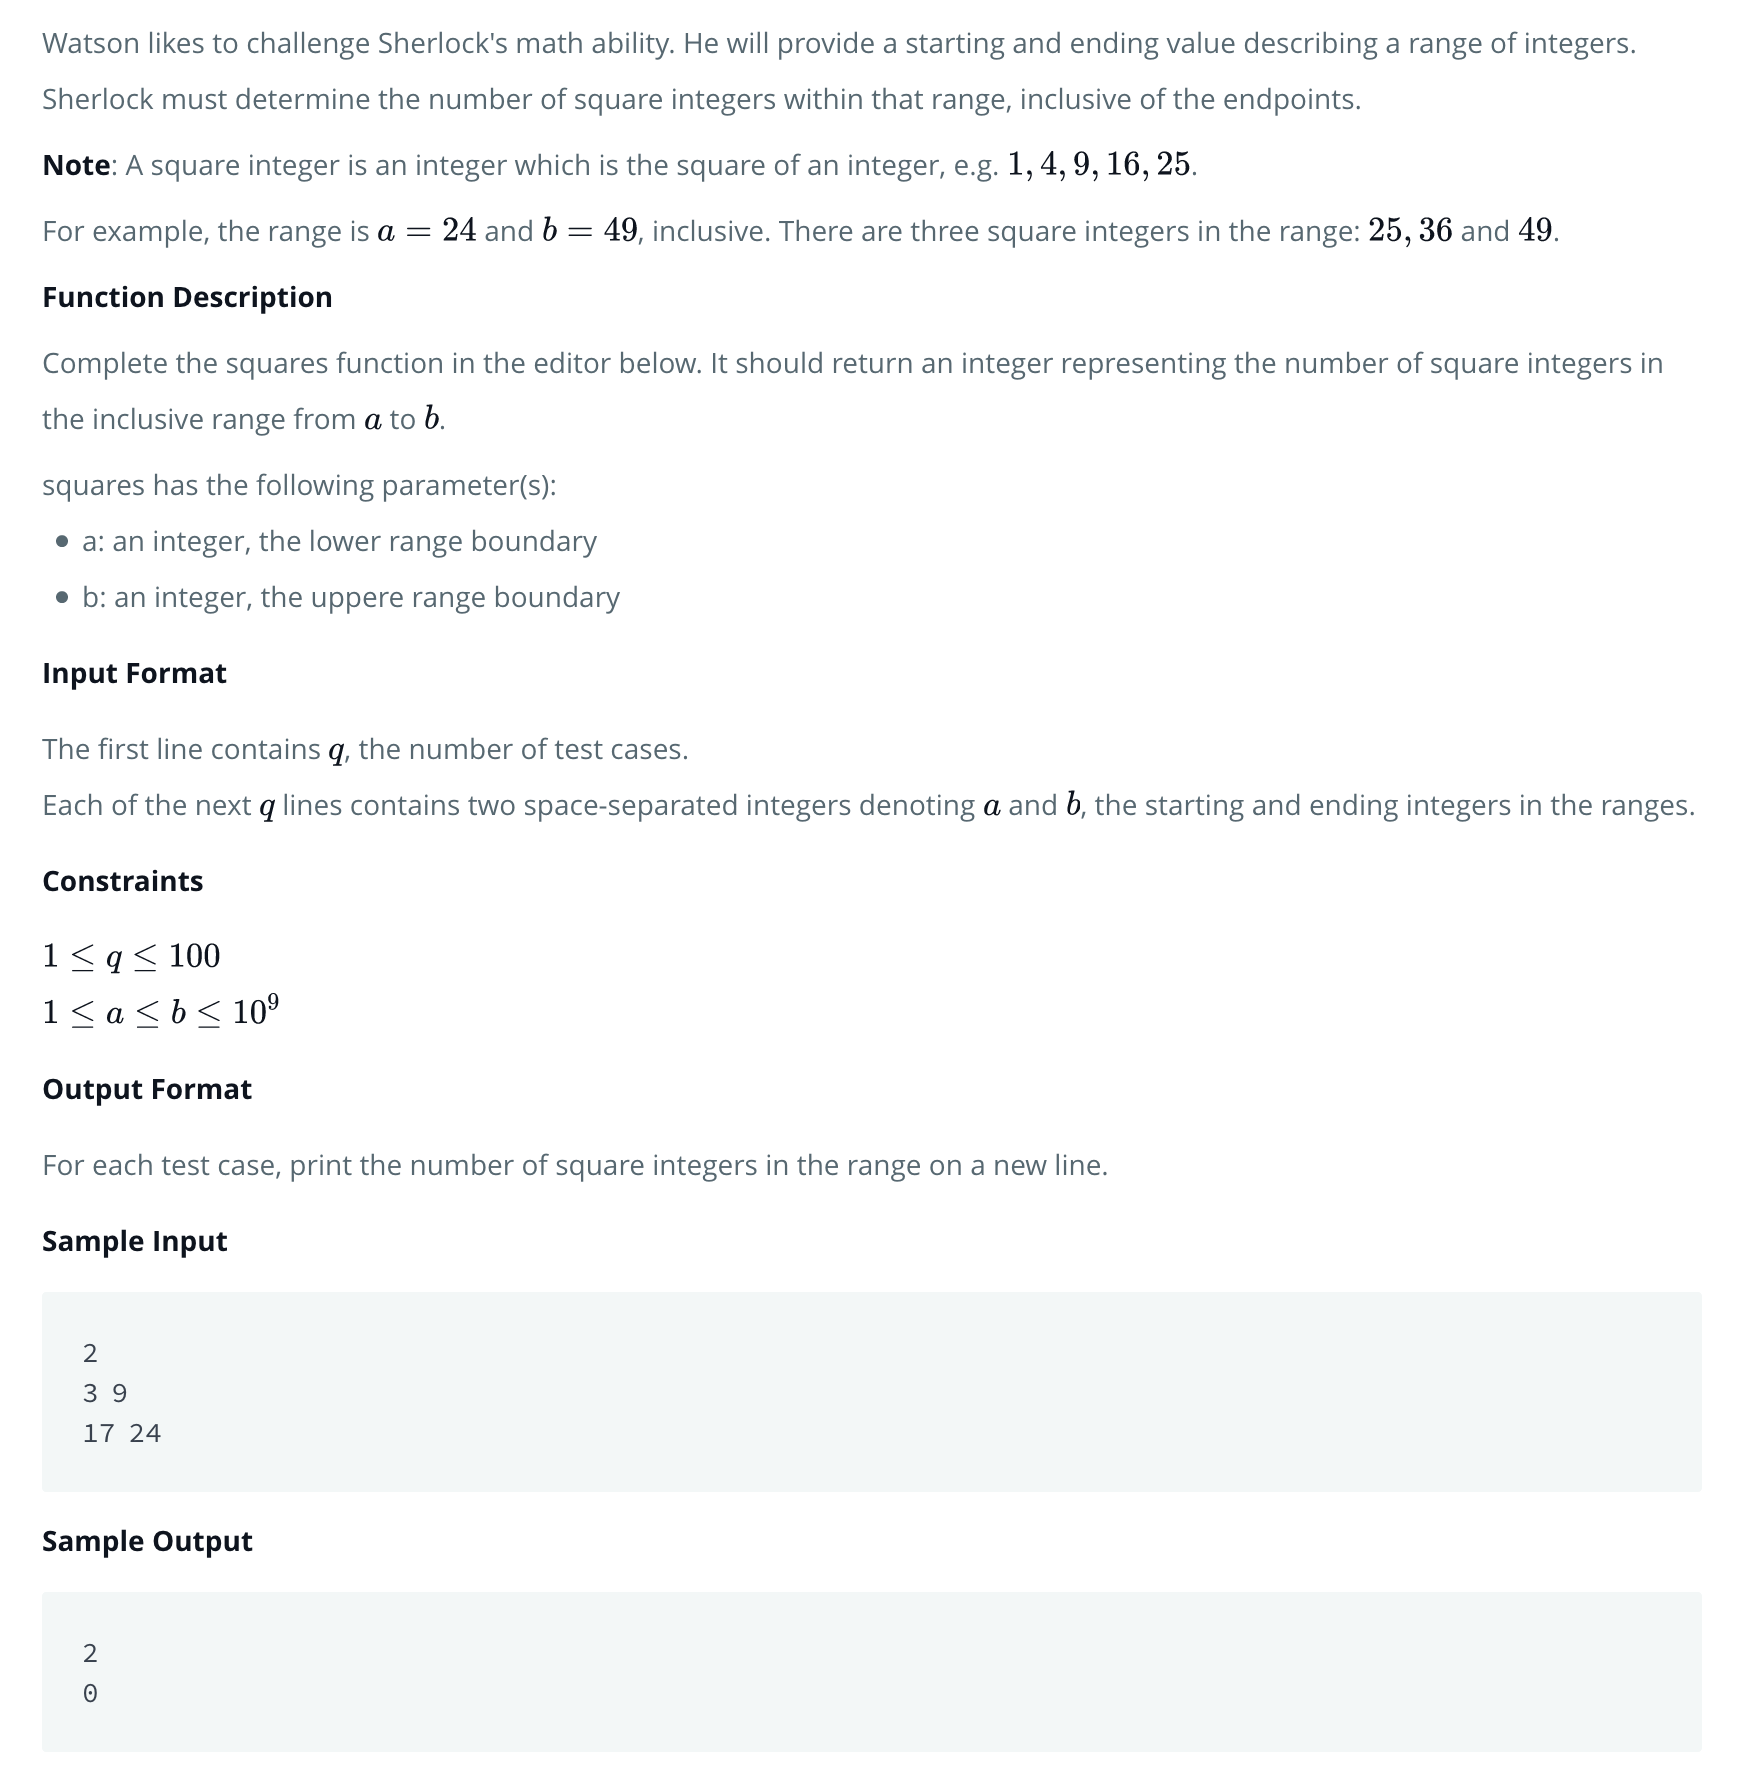 Watson likes to challenge Sherlock's math ability. He will provide a starting and ending value describing a range of integers.
Sherlock must determine the number of square integers within that range, inclusive of the endpoints.
Note: A square integer is an integer which is the square of an integer, e.g. 1, 4, 9, 16, 25.
For example, the range is a = 24 and b = 49, inclusive. There are three square integers in the range: 25, 36 and 49.
Function Description
Complete the squares function in the editor below. It should return an integer representing the number of square integers in
the inclusive range from a to b.
squares has the following parameter(s):
• a: an integer, the lower range boundary
• b: an integer, the uppere range boundary
Input Format
The first line contains q, the number of test cases.
Each of the next q lines contains two space-separated integers denoting a and b, the starting and ending integers in the ranges.
Constraints
1 ≤ q ≤ 100
1 ≤ a ≤ b ≤ 10⁹
Output Format
For each test case, print the number of square integers in the range on a new line.
Sample Input
2
3 9
17 24
Sample Output
2
0